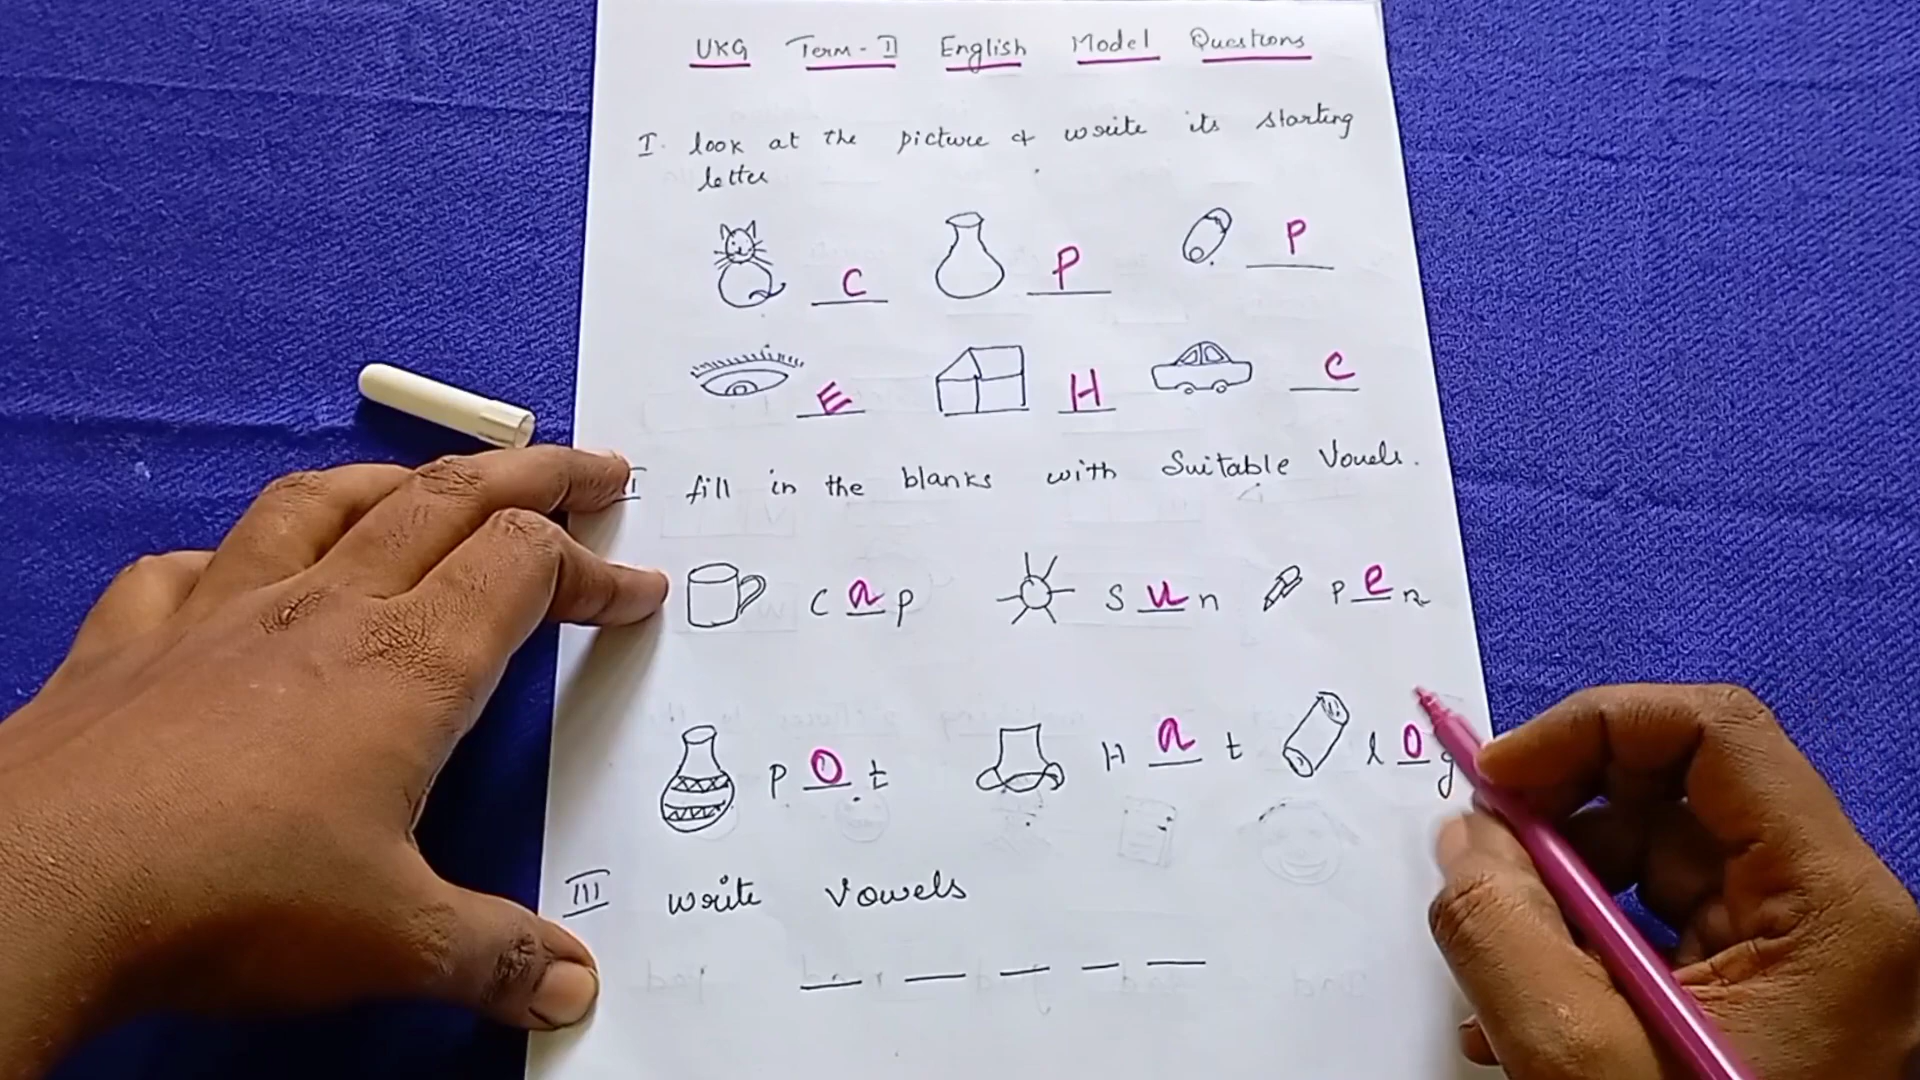 UKG Term-II English Model Questions
I. look at the picture & write its starting
letter
C P P
E H C
II fill in the blanks with Suitable Vowels.
C a p S u n P e n
P o t H a t l o g
III write Vowels